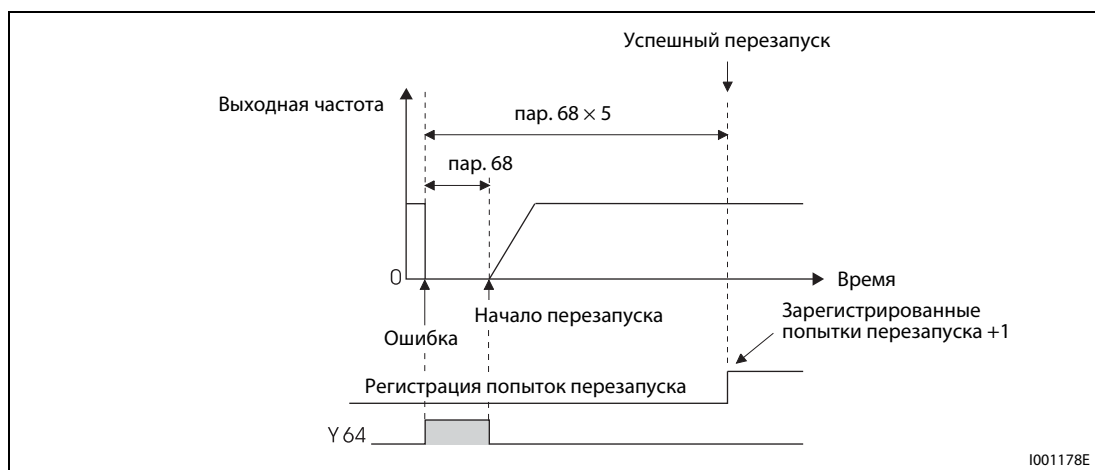 Успешный перезапуск
Выходная частота
пар. 68 × 5
пар. 68
0
Время
Начало перезапуска
Ошибка
Зарегистрированные
попытки перезапуска +1
Регистрация попыток перезапуска
Y 64
I001178E